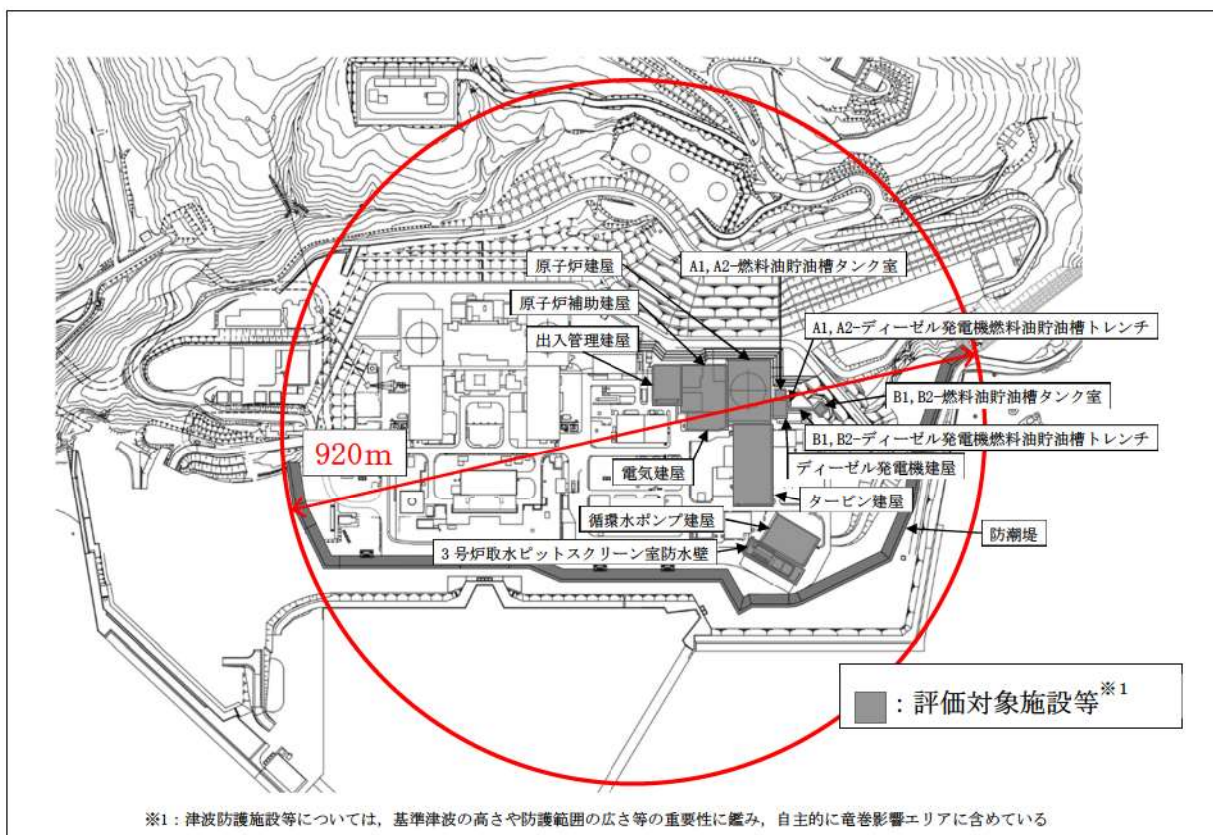 原子炉建屋
A1, A2-燃料油貯油槽タンク室
原子炉補助建屋
A1, A2-ディーゼル発電機燃料油貯油槽トレンチ
出入管理建屋
B1, B2-燃料油貯油槽タンク室
920m
B1, B2-ディーゼル発電機燃料油貯油槽トレンチ
電気建屋
ディーゼル発電機建屋
タービン建屋
循環水ポンプ建屋
防潮堤
3号炉取水ピットスクリーン室防水壁
：評価対象施設等※1
※1：津波防護施設等については，基準津波の高さや防護範囲の広さ等の重要性に鑑み，自主的に竜巻影響エリアに含めている